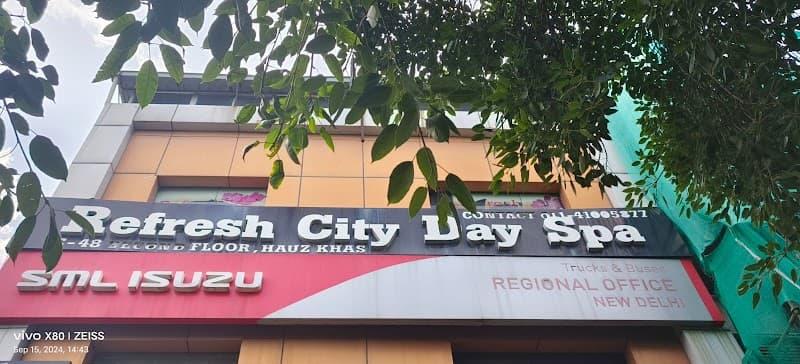 Refresh City Day Spa
CONTACT 011-41005877
-48 SECOND FLOOR, HAUZ KHAS
SML ISUZU
Trucks & Buses
REGIONAL OFFICE
NEW DELHI
vivo X80 | ZEISS
Sep 15, 2024, 14:43